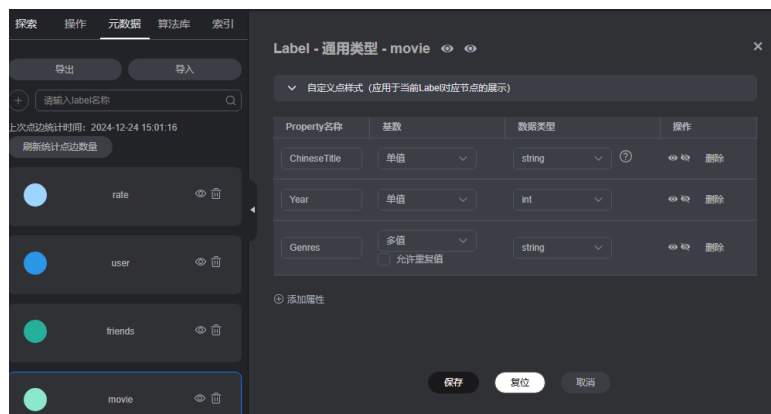 探索 操作 元数据 算法库 索引
导出 导入
请输入label名称
上次点边统计时间：2024-12-24 15:01:16
刷新统计点边数量
rate
user
friends
movie
Label - 通用类型 - movie
自定义点样式 (应用于当前Label对应节点的展示)
Property名称 基数 数据类型 操作
ChineseTitle 单值 string 删除
Year 单值 int 删除
Genres 多值 string 删除
允许重复值
添加属性
保存 复位 取消